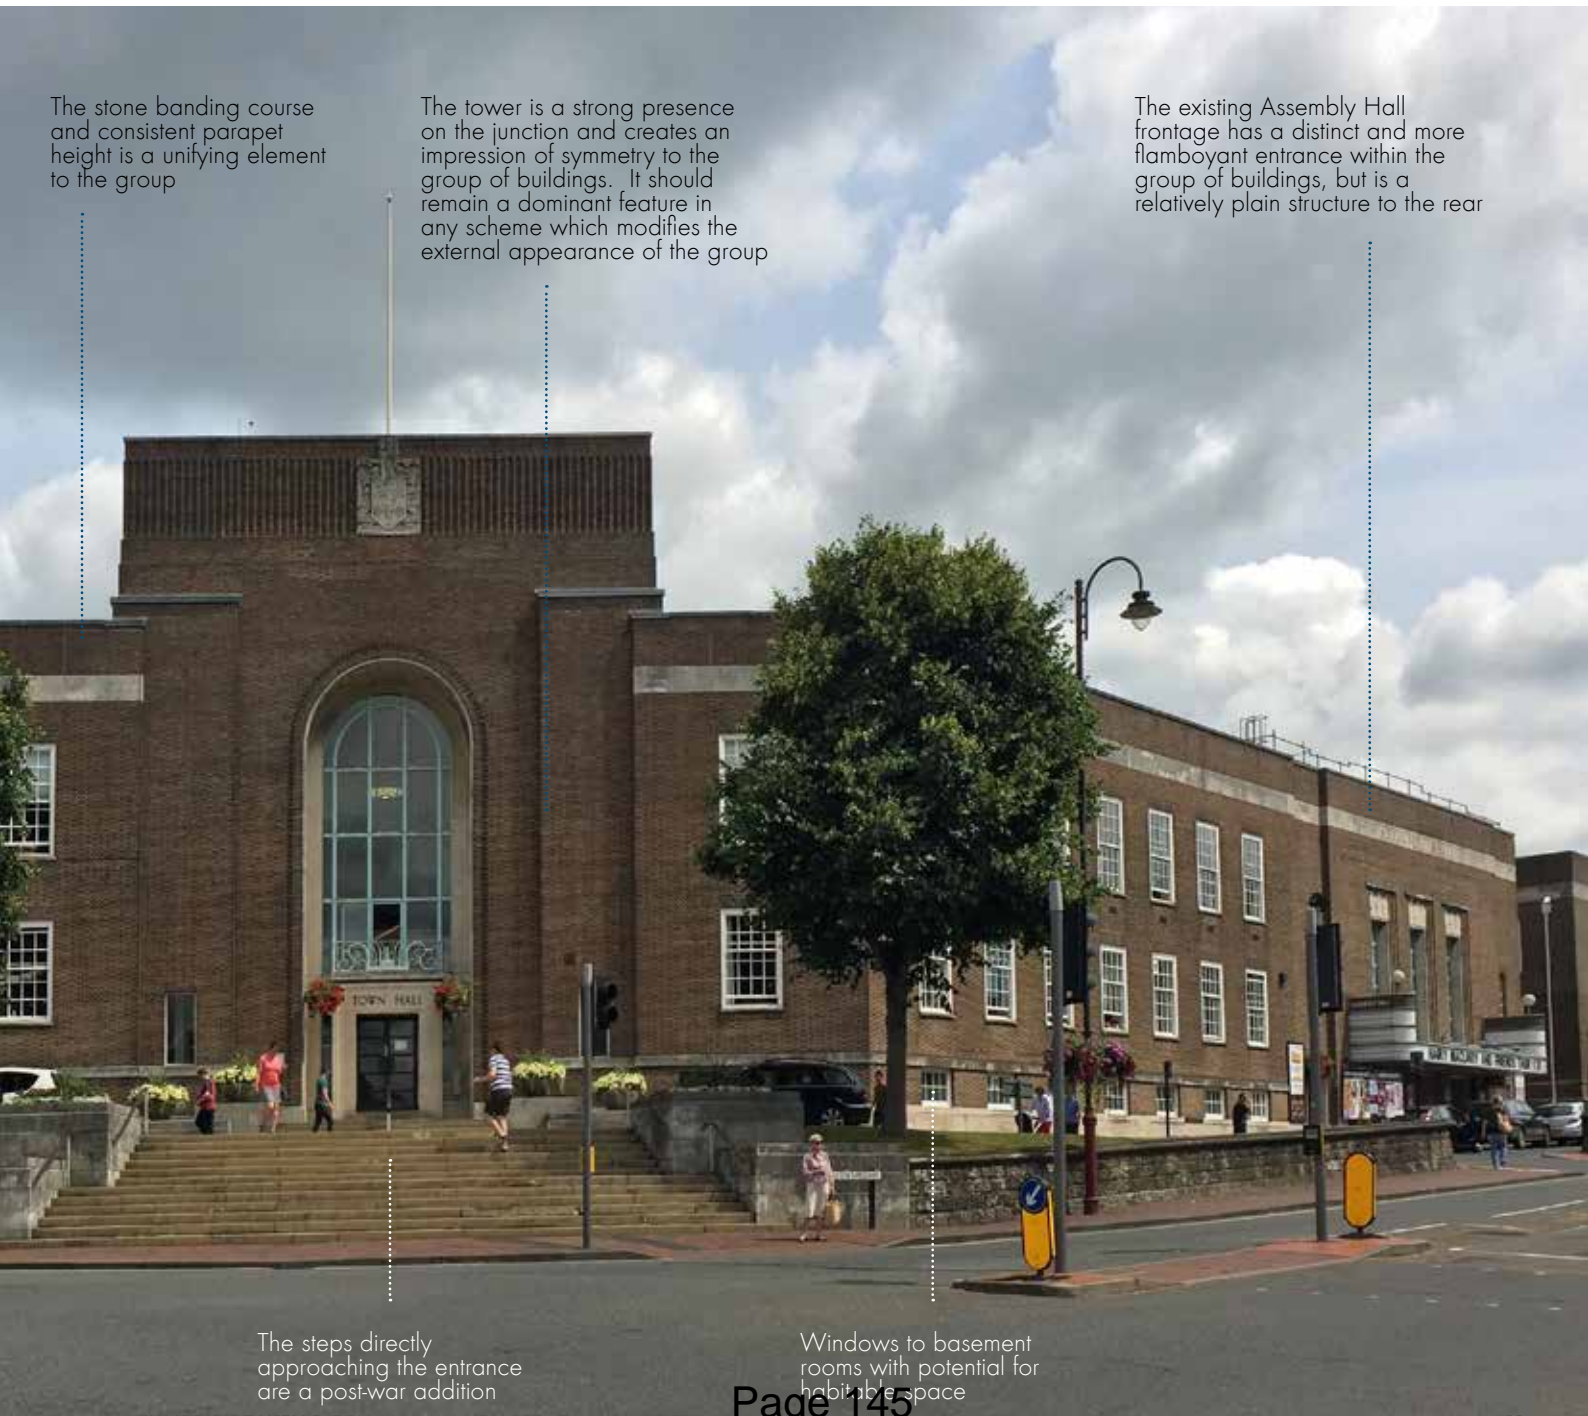 The stone banding course
and consistent parapet
height is a unifying element
to the group
The tower is a strong presence
on the junction and creates an
impression of symmetry to the
group of buildings.  It should
remain a dominant feature in
any scheme which modifies the
external appearance of the group
The existing Assembly Hall
frontage has a distinct and more
flamboyant entrance within the
group of buildings, but is a
relatively plain structure to the rear
TOWN HALL
The steps directly
approaching the entrance
are a post-war addition
Windows to basement
rooms with potential for
habitable space
Page 145